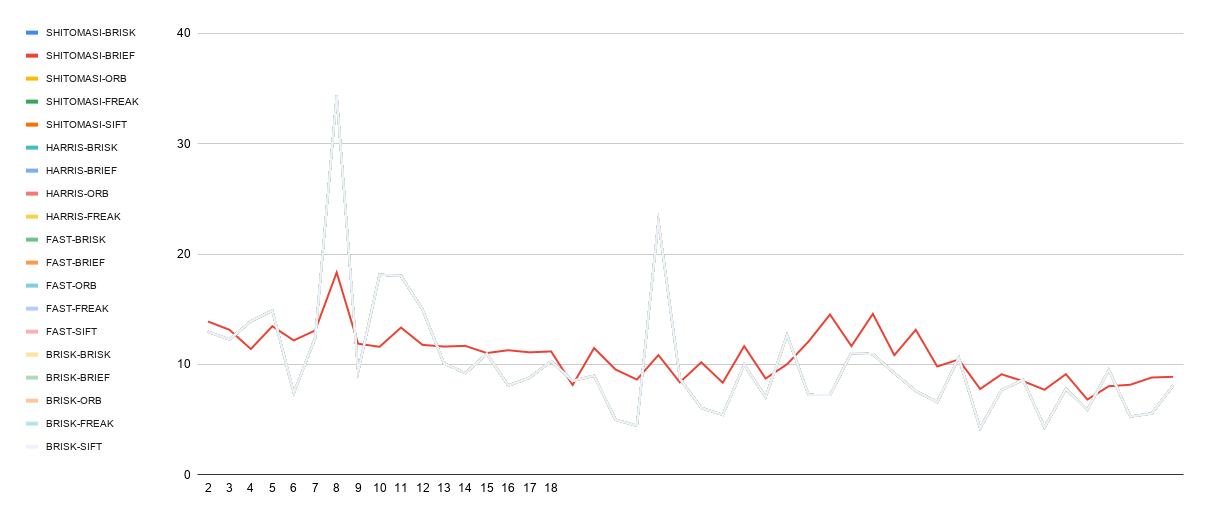 SHITOMASI-BRISK
SHITOMASI-BRIEF
SHITOMASI-ORB
SHITOMASI-FREAK
SHITOMASI-SIFT
HARRIS-BRISK
HARRIS-BRIEF
HARRIS-ORB
HARRIS-FREAK
FAST-BRISK
FAST-BRIEF
FAST-ORB
FAST-FREAK
FAST-SIFT
BRISK-BRISK
BRISK-BRIEF
BRISK-ORB
BRISK-FREAK
BRISK-SIFT
40
30
20
10
0
2 3 4 5 6 7 8 9 10 11 12 13 14 15 16 17 18